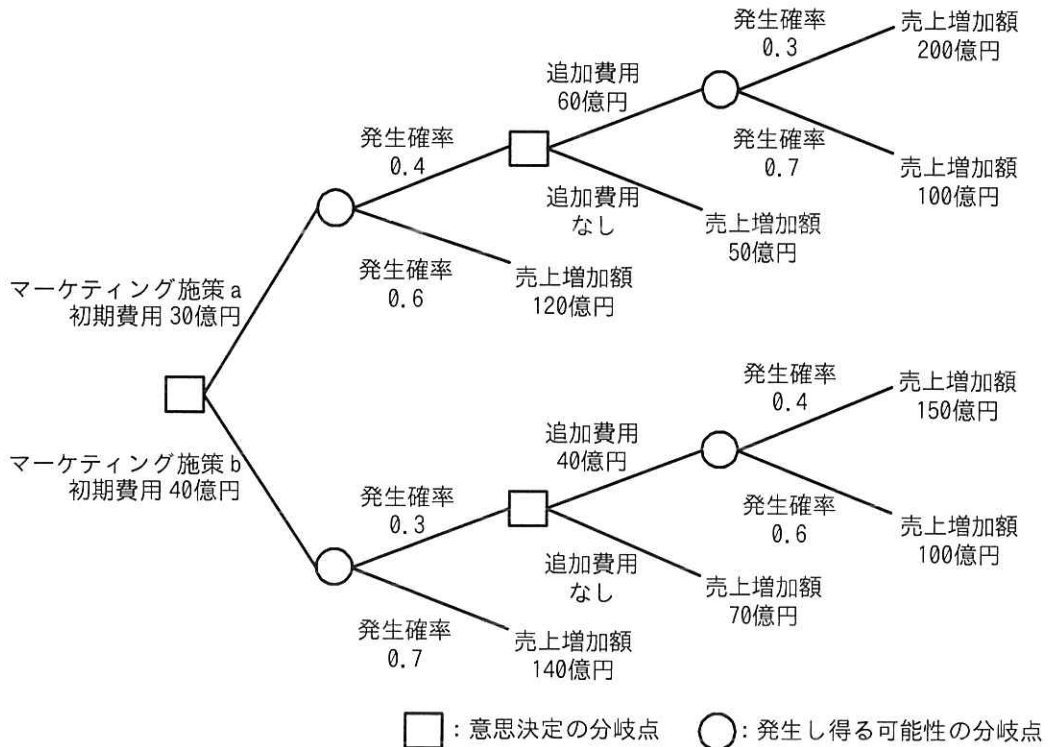 発生確率
0.3
売上増加額
200億円
追加費用
60億円
発生確率
0.4
発生確率
0.7
売上増加額
100億円
追加費用
なし
売上増加額
50億円
発生確率
0.6
売上増加額
120億円
マーケティング施策a
初期費用 30億円
マーケティング施策b
初期費用 40億円
発生確率
0.4
売上増加額
150億円
追加費用
40億円
発生確率
0.3
発生確率
0.6
売上増加額
100億円
追加費用
なし
売上増加額
70億円
発生確率
0.7
売上増加額
140億円
:意思決定の分岐点
:発生し得る可能性の分岐点